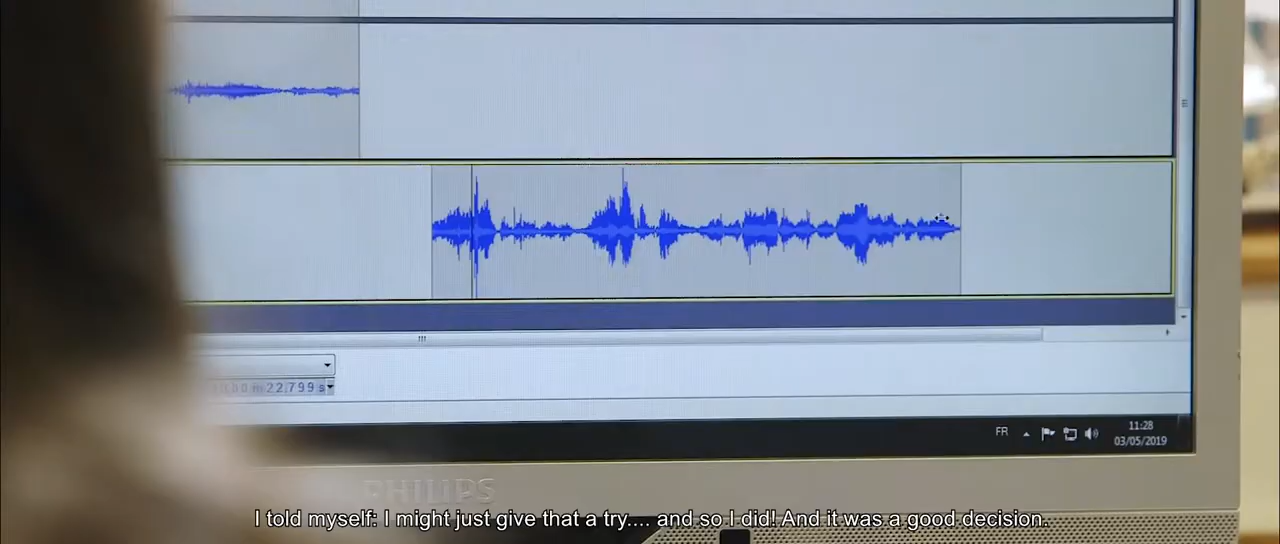 22,799 s
FR
11:28
03/05/2019
PHILIPS
I told myself: I might just give that a try.... and so I did! And it was a good decision.